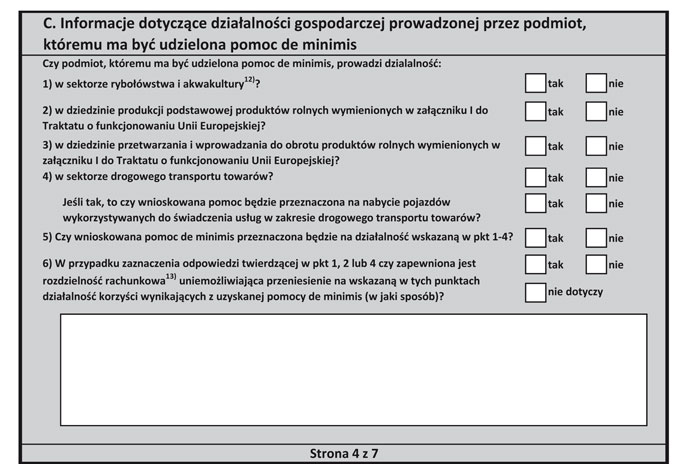 C. Informacje dotyczące działalności gospodarczej prowadzonej przez podmiot,
któremu ma być udzielona pomoc de minimis
Czy podmiot, któremu ma być udzielona pomoc de minimis, prowadzi działalność:
1) w sektorze rybołówstwa i akwakultury12)? tak nie
2) w dziedzinie produkcji podstawowej produktów rolnych wymienionych w załączniku I do
Traktatu o funkcjonowaniu Unii Europejskiej? tak nie
3) w dziedzinie przetwarzania i wprowadzania do obrotu produktów rolnych wymienionych w
załączniku I do Traktatu o funkcjonowaniu Unii Europejskiej? tak nie
4) w sektorze drogowego transportu towarów? tak nie
Jeśli tak, to czy wnioskowana pomoc będzie przeznaczona na nabycie pojazdów
wykorzystywanych do świadczenia usług w zakresie drogowego transportu towarów? tak nie
5) Czy wnioskowana pomoc de minimis przeznaczona będzie na działalność wskazaną w pkt 1-4? tak nie
6) W przypadku zaznaczenia odpowiedzi twierdzącej w pkt 1, 2 lub 4 czy zapewniona jest tak nie
rozdzielność rachunkowa13) uniemożliwiająca przeniesienie na wskazaną w tych punktach
działalność korzyści wynikających z uzyskanej pomocy de minimis (w jaki sposób)? nie dotyczy
Strona 4 z 7